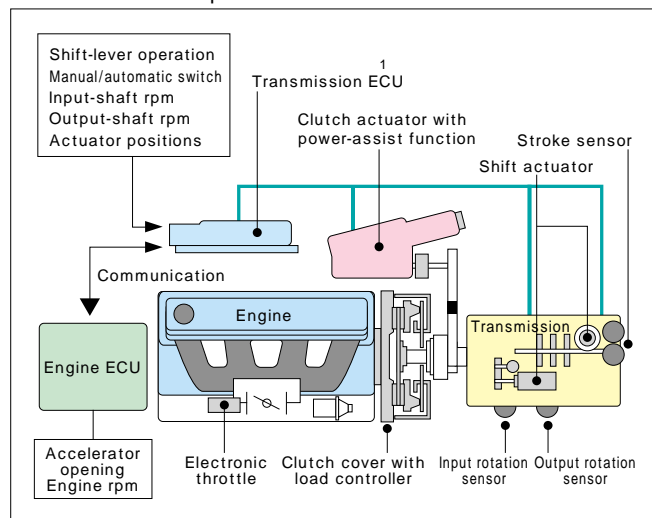 Shift-lever operation
Manual/automatic switch
Input-shaft rpm
Output-shaft rpm
Actuator positions
Transmission ECU 1
Clutch actuator with
power-assist function
Stroke sensor
Shift actuator
Communication
Engine
Transmission
Engine ECU
Accelerator
opening
Engine rpm
Electronic
throttle
Clutch cover with
load controller
Input rotation
sensor
Output rotation
sensor